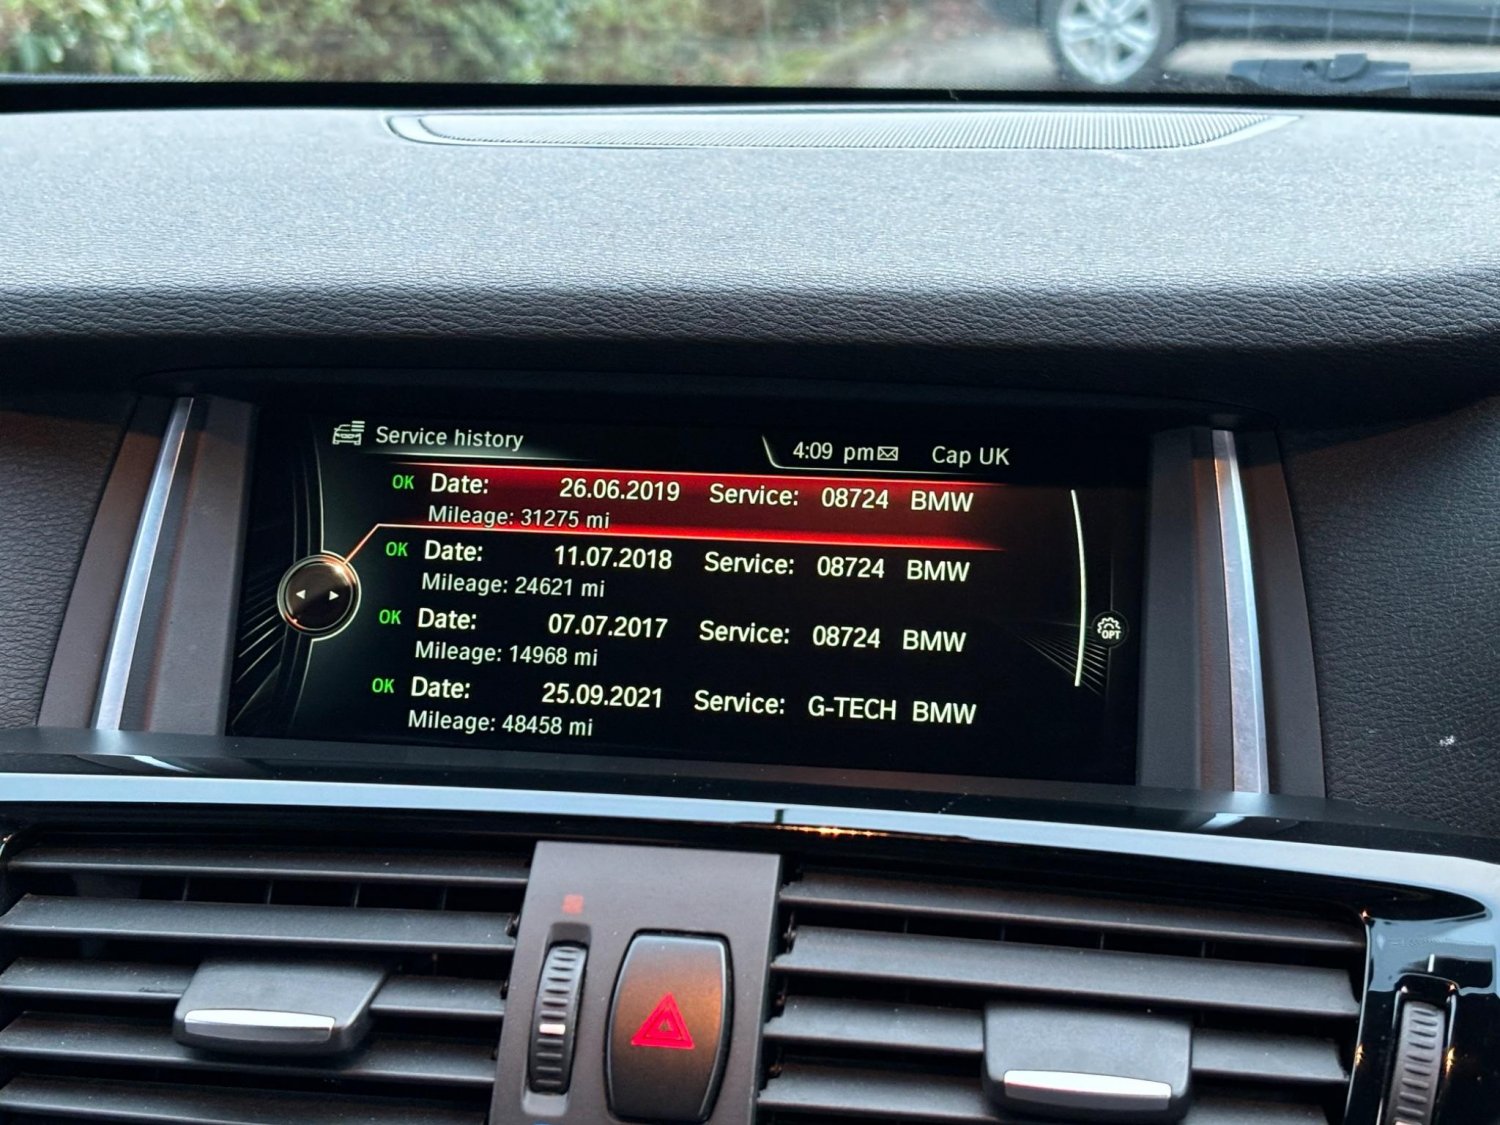 Service history
4:09 pm Cap UK
OK Date: 26.06.2019 Service: 08724 BMW
Mileage: 31275 mi
OK Date: 11.07.2018 Service: 08724 BMW
Mileage: 24621 mi
OK Date: 07.07.2017 Service: 08724 BMW
Mileage: 14968 mi
OK Date: 25.09.2021 Service: G-TECH BMW
Mileage: 48458 mi
OPT